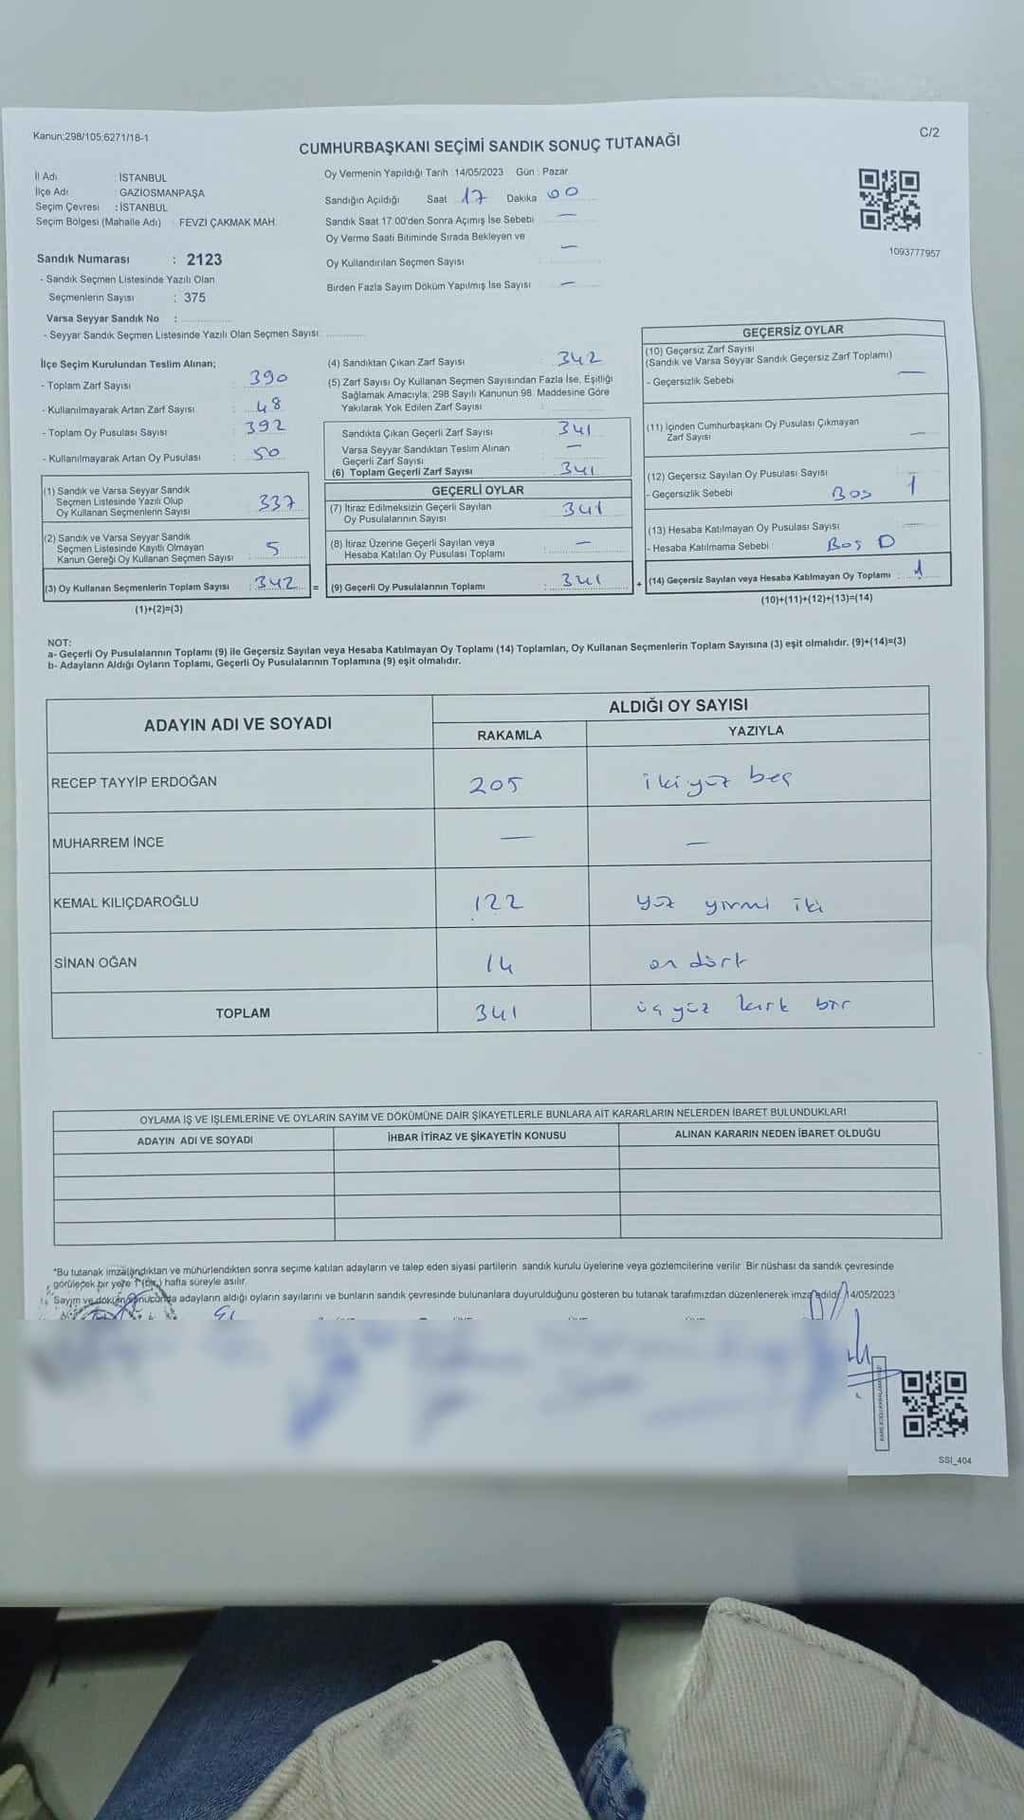 Kanun:298/105;6271/18-1
C/2
CUMHURBAŞKANI SEÇİMİ SANDIK SONUÇ TUTANAĞI
İl Adı : İSTANBUL
İlçe Adı : GAZİOSMANPAŞA
Seçim Çevresi : İSTANBUL
Seçim Bölgesi (Mahalle Adı) : FEVZİ ÇAKMAK MAH.
Sandık Numarası : 2123
- Sandık Seçmen Listesinde Yazılı Olan
Seçmenlerin Sayısı : 375
Varsa Seyyar Sandık No :
- Seyyar Sandık Seçmen Listesinde Yazılı Olan Seçmen Sayısı
Oy Vermenin Yapıldığı Tarih : 14/05/2023 Gün : Pazar
Sandığın Açıldığı Saat 17 Dakika 00
Sandık Saat 17.00'den Sonra Açımış İse Sebebi —
Oy Verme Saati Bitiminde Sırada Bekleyen ve
Oy Kullandırılan Seçmen Sayısı —
Birden Fazla Sayım Döküm Yapılmış İse Sayısı —
1093777957
İlçe Seçim Kurulundan Teslim Alınan;
- Toplam Zarf Sayısı : 390
- Kullanılmayarak Artan Zarf Sayısı : 48
- Toplam Oy Pusulası Sayısı : 392
- Kullanılmayarak Artan Oy Pusulası : 50
(1) Sandık ve Varsa Seyyar Sandık
Seçmen Listesinde Yazılı Olup
Oy Kullanan Seçmenlerin Sayısı : 337
(2) Sandık ve Varsa Seyyar Sandık
Seçmen Listesinde Kayıtlı Olmayan
Kanun Gereği Oy Kullanan Seçmen Sayısı : 5
(3) Oy Kullanan Seçmenlerin Toplam Sayısı : 342 =
(1)+(2)=(3)
(4) Sandıktan Çıkan Zarf Sayısı : 342
(5) Zarf Sayısı Oy Kullanan Seçmen Sayısından Fazla İse, Eşitliği
Sağlamak Amacıyla, 298 Sayılı Kanunun 98. Maddesine Göre
Yakılarak Yok Edilen Zarf Sayısı :
Sandıkta Çıkan Geçerli Zarf Sayısı : 341
Varsa Seyyar Sandıktan Teslim Alınan
Geçerli Zarf Sayısı : —
(6) Toplam Geçerli Zarf Sayısı : 341
GEÇERLİ OYLAR
(7) İtiraz Edilmeksizin Geçerli Sayılan
Oy Pusulalarının Sayısı : 341
(8) İtiraz Üzerine Geçerli Sayılan veya
Hesaba Katılan Oy Pusulası Toplamı : —
(9) Geçerli Oy Pusulalarının Toplamı : 341 +
GEÇERSİZ OYLAR
(10) Geçersiz Zarf Sayısı
(Sandık ve Varsa Seyyar Sandık Geçersiz Zarf Toplamı) —
- Geçersizlik Sebebi
(11) İçinden Cumhurbaşkanı Oy Pusulası Çıkmayan
Zarf Sayısı —
(12) Geçersiz Sayılan Oy Pusulası Sayısı 1
- Geçersizlik Sebebi Boş
(13) Hesaba Katılmayan Oy Pusulası Sayısı —
- Hesaba Katılmama Sebebi : Boş
(14) Geçersiz Sayılan veya Hesaba Katılmayan Oy Toplamı : 1
(10)+(11)+(12)+(13)=(14)
NOT:
a- Geçerli Oy Pusulalarının Toplamı (9) ile Geçersiz Sayılan veya Hesaba Katılmayan Oy Toplamı (14) Toplamları, Oy Kullanan Seçmenlerin Toplam Sayısına (3) eşit olmalıdır. (9)+(14)=(3)
b- Adayların Aldığı Oyların Toplamı, Geçerli Oy Pusulalarının Toplamına (9) eşit olmalıdır.
ADAYIN ADI VE SOYADI
ALDIĞI OY SAYISI
RAKAMLA YAZIYLA
RECEP TAYYİP ERDOĞAN 205 ikiyüz beş
MUHARREM İNCE — —
KEMAL KILIÇDAROĞLU 122 yüz yirmi iki
SİNAN OĞAN 14 on dört
TOPLAM 341 üç yüz kırk bir
OYLAMA İŞ VE İŞLEMLERİNE VE OYLARIN SAYIM VE DÖKÜMÜNE DAİR ŞİKAYETLERLE BUNLARA AİT KARARLARIN NELERDEN İBARET BULUNDUKLARI
ADAYIN ADI VE SOYADI İHBAR İTİRAZ VE ŞİKAYETİN KONUSU ALINAN KARARIN NEDEN İBARET OLDUĞU
*Bu tutanak imzalandıktan ve mühürlendikten sonra seçime katılan adayların ve talep eden siyasi partilerin sandık kurulu üyelerine veya gözlemcilerine verilir. Bir nüshası da sandık çevresinde
görülecek bir yere 1 (bir) hafta süreyle asılır.
Sayım ve döküm sonucunda adayların aldığı oyların sayılarını ve bunların sandık çevresinde bulunanlara duyurulduğunu gösteren bu tutanak tarafımızdan düzenlenerek imza edildi. 14/05/2023
SSI_404